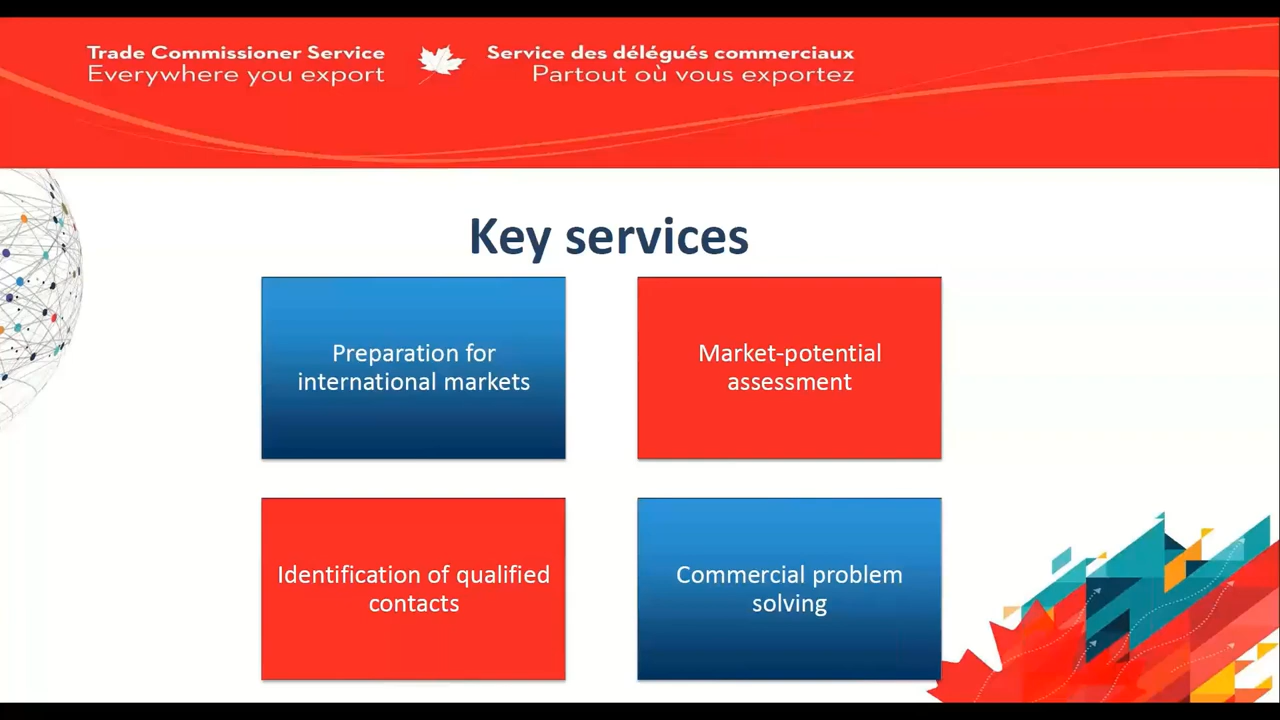 Trade Commissioner Service
Everywhere you export
Service des délégués commerciaux
Partout où vous exportez
Key services
Preparation for
international markets
Market-potential
assessment
Identification of qualified
contacts
Commercial problem
solving